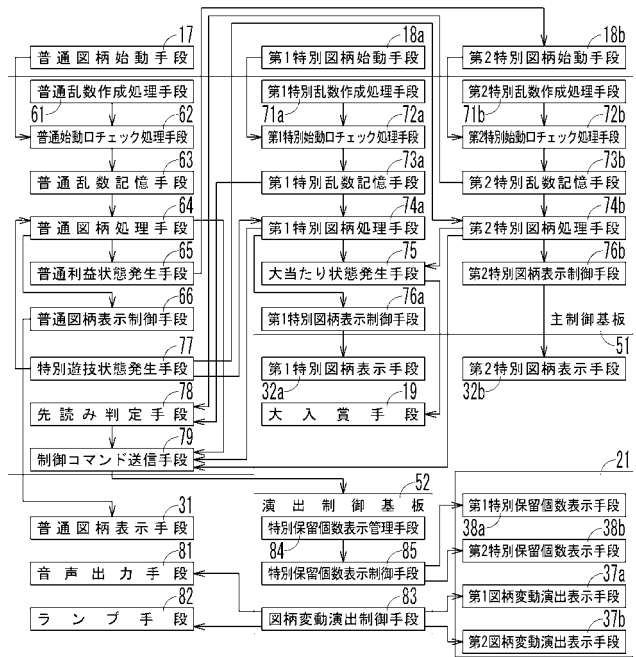 17
普通図柄始動手段
18a
第1特別図柄始動手段
18b
第2特別図柄始動手段
普通乱数作成処理手段
61
第1特別乱数作成処理手段
71a
第2特別乱数作成処理手段
71b
62
普通始動口チェック処理手段
72a
第1特別始動口チェック処理手段
72b
第2特別始動口チェック処理手段
63
普通乱数記憶手段
73a
第1特別乱数記憶手段
73b
第2特別乱数記憶手段
64
普通図柄処理手段
74a
第1特別図柄処理手段
74b
第2特別図柄処理手段
65
普通利益状態発生手段
75
大当たり状態発生手段
76b
第2特別図柄表示制御手段
66
普通図柄表示制御手段
76a
第1特別図柄表示制御手段
主制御基板
51
77
特別遊技状態発生手段
第1特別図柄表示手段
32a
第2特別図柄表示手段
32b
78
先読み判定手段
19
大入賞手段
79
制御コマンド送信手段
52
演出制御基板
21
31
普通図柄表示手段
特別保留個数表示管理手段
84
第1特別保留個数表示手段
38a
38b
第2特別保留個数表示手段
81
音声出力手段
85
特別保留個数表示制御手段
37a
第1図柄変動演出表示手段
82
ランプ手段
83
図柄変動演出制御手段
37b
第2図柄変動演出表示手段